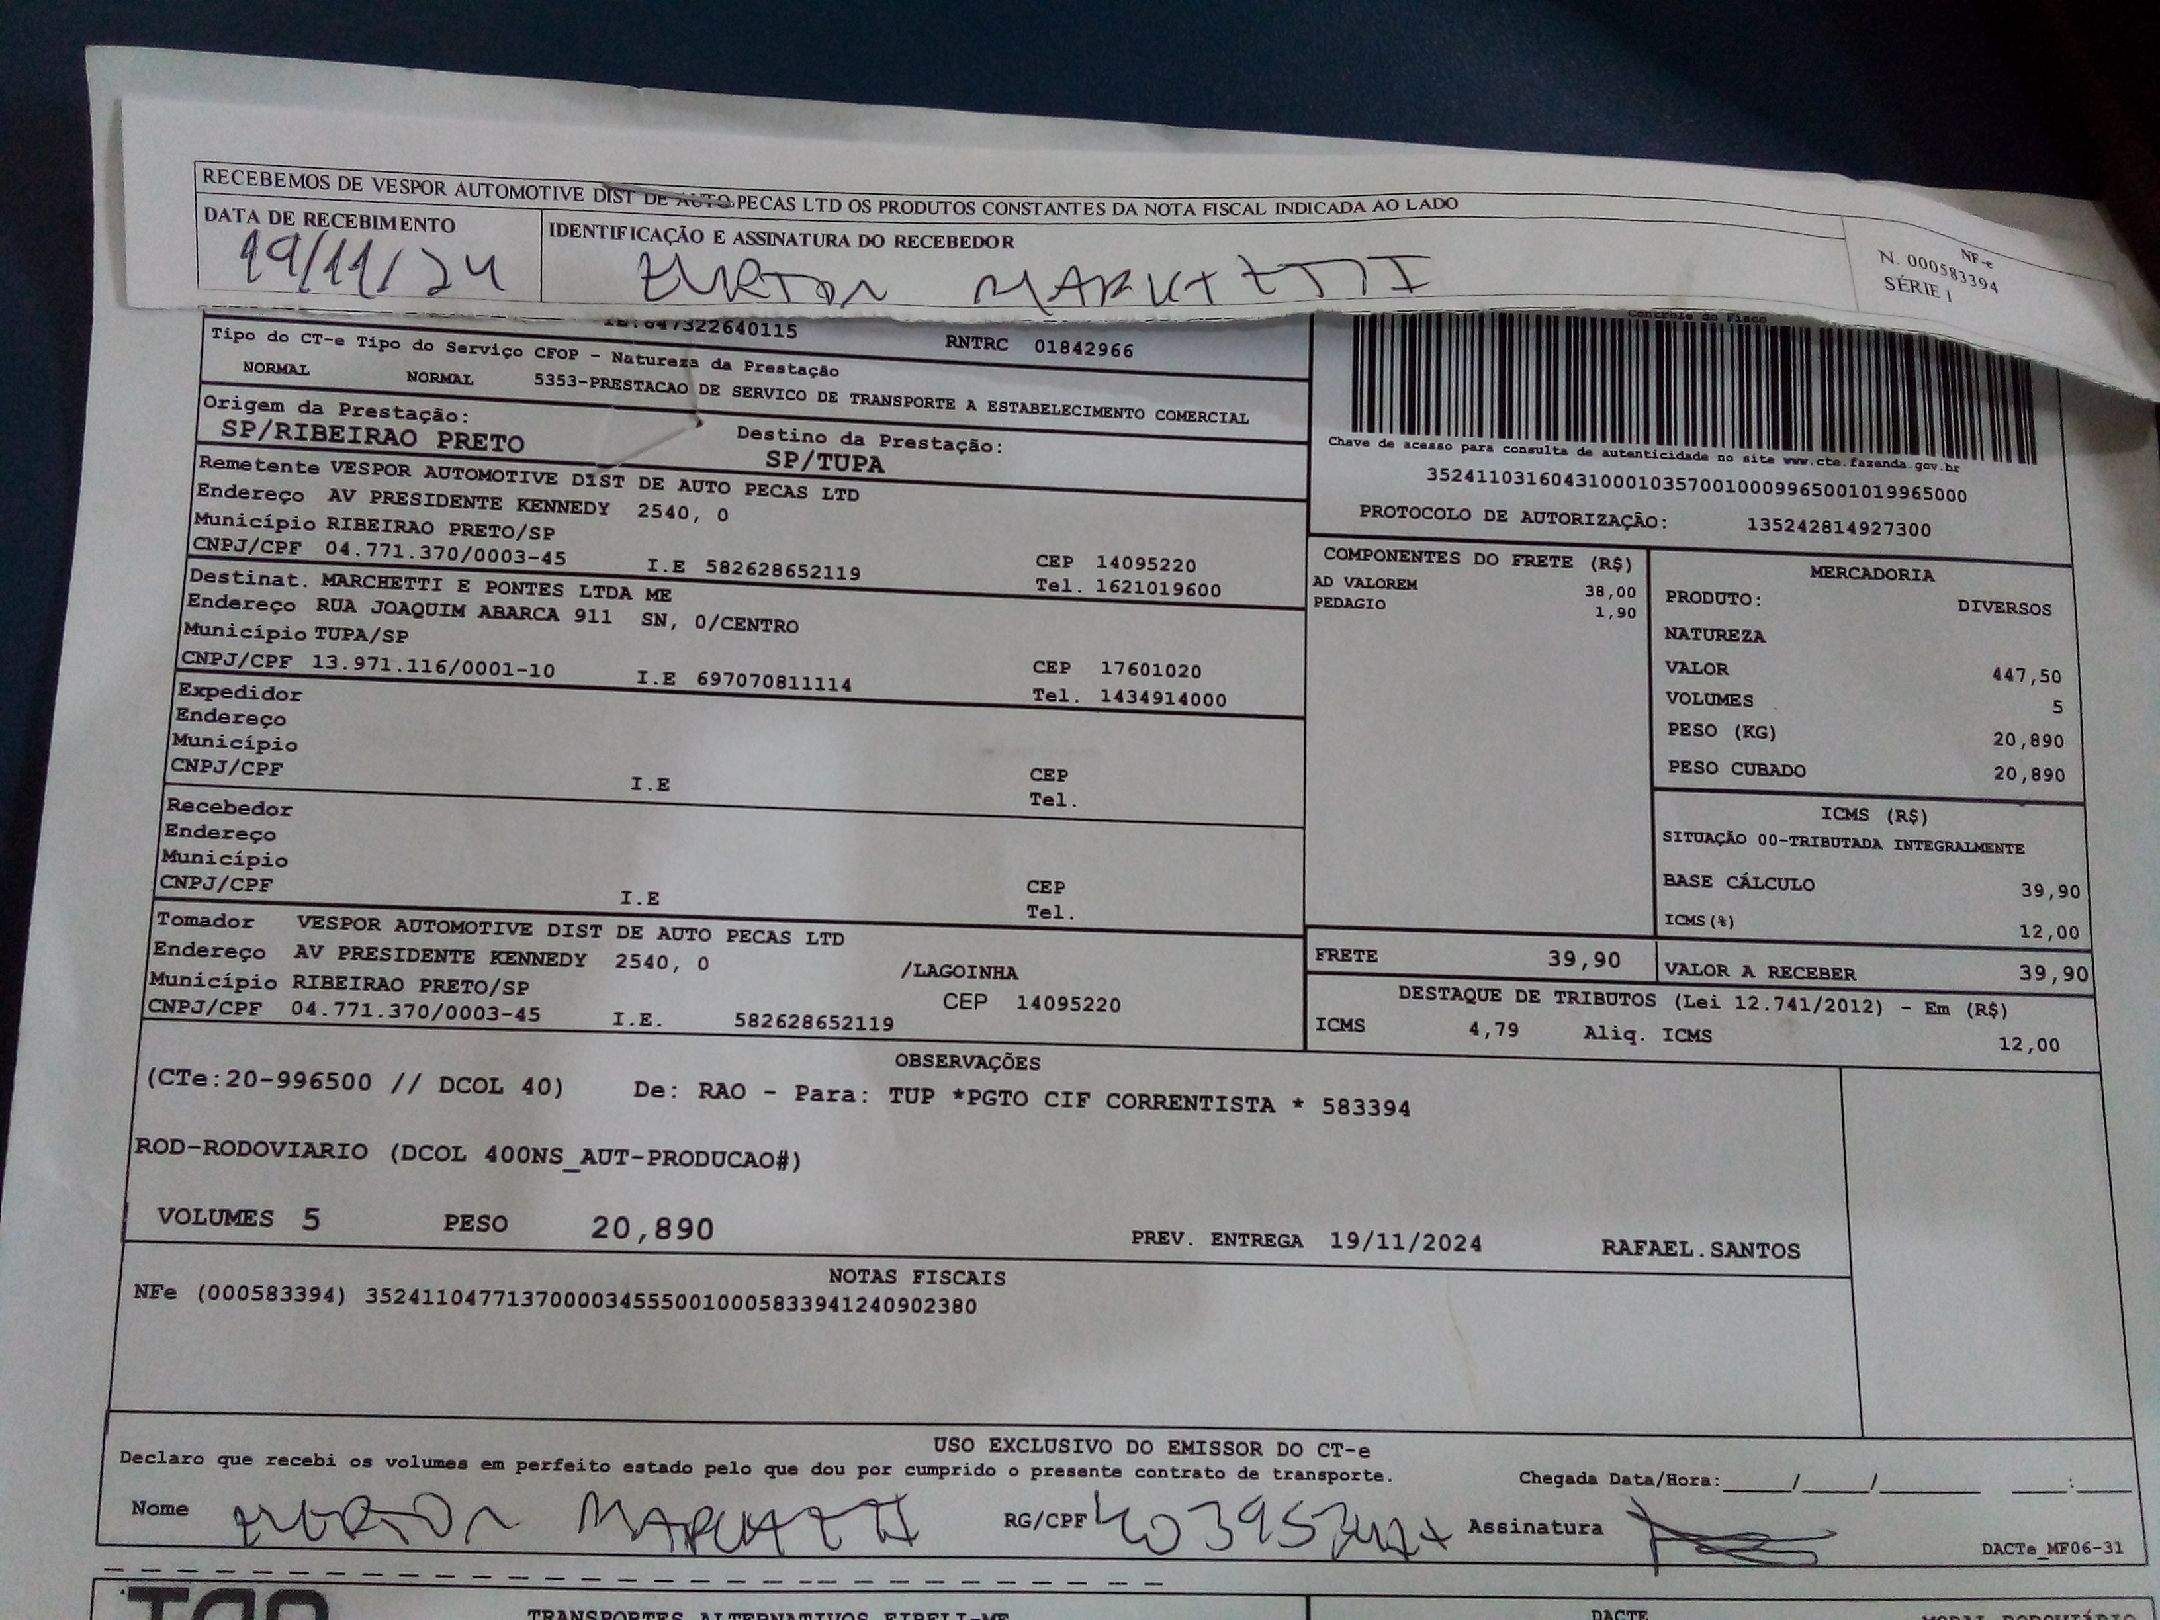 RECEBEMOS DE VESPOR AUTOMOTIVE DIST DE AUTO PECAS LTD OS PRODUTOS CONSTANTES DA NOTA FISCAL INDICADA AO LADO
DATA DE RECEBIMENTO
19/11/24
IDENTIFICAÇÃO E ASSINATURA DO RECEBEDOR
NF-e
N. 000583394
SÉRIE 1
RNTRC 01842966
Controle do Fisco
Tipo do CT-e Tipo do Serviço CFOP - Natureza da Prestação
NORMAL NORMAL 5353-PRESTACAO DE SERVICO DE TRANSPORTE A ESTABELECIMENTO COMERCIAL
Origem da Prestação: Destino da Prestação:
SP/RIBEIRAO PRETO SP/TUPA
Chave de acesso para consulta de autenticidade no site www.cte.fazenda.gov.br
35241103160431000103570010009965001019965000
PROTOCOLO DE AUTORIZAÇÃO: 135242814927300
Remetente VESPOR AUTOMOTIVE DIST DE AUTO PECAS LTD
Endereço AV PRESIDENTE KENNEDY 2540, 0
Município RIBEIRAO PRETO/SP CEP 14095220
CNPJ/CPF 04.771.370/0003-45 I.E 582628652119 Tel. 1621019600
Destinat. MARCHETTI E PONTES LTDA ME
Endereço RUA JOAQUIM ABARCA 911 SN, 0/CENTRO
Município TUPA/SP CEP 17601020
CNPJ/CPF 13.971.116/0001-10 I.E 697070811114 Tel. 1434914000
Expedidor
Endereço
Município CEP
CNPJ/CPF I.E Tel.
Recebedor
Endereço
Município CEP
CNPJ/CPF I.E Tel.
Tomador VESPOR AUTOMOTIVE DIST DE AUTO PECAS LTD
Endereço AV PRESIDENTE KENNEDY 2540, 0 /LAGOINHA
Município RIBEIRAO PRETO/SP CEP 14095220
CNPJ/CPF 04.771.370/0003-45 I.E. 582628652119
COMPONENTES DO FRETE (R$)
AD VALOREM 38,00
PEDAGIO 1,90
MERCADORIA
PRODUTO: DIVERSOS
NATUREZA
VALOR 447,50
VOLUMES 5
PESO (KG) 20,890
PESO CUBADO 20,890
ICMS (R$)
SITUAÇÃO 00-TRIBUTADA INTEGRALMENTE
BASE CÁLCULO 39,90
ICMS(%) 12,00
FRETE 39,90 VALOR A RECEBER 39,90
DESTAQUE DE TRIBUTOS (Lei 12.741/2012) - Em (R$)
ICMS 4,79 Aliq. ICMS 12,00
OBSERVAÇÕES
(CTe:20-996500 // DCOL 40) De: RAO - Para: TUP *PGTO CIF CORRENTISTA * 583394
ROD-RODOVIARIO (DCOL 400NS_AUT-PRODUCAO#)
VOLUMES 5 PESO 20,890 PREV. ENTREGA 19/11/2024 RAFAEL.SANTOS
NOTAS FISCAIS
NFe (000583394) 35241104771370000345550010005833941240902380
USO EXCLUSIVO DO EMISSOR DO CT-e
Declaro que recebi os volumes em perfeito estado pelo que dou por cumprido o presente contrato de transporte. Chegada Data/Hora:____/____/________ ____:____
Nome RG/CPF Assinatura
DACTe_MF06-31
TRANSPORTES ALTERNATIVOS EIRELI-ME DACTE MODAL RODOVIÁRIO